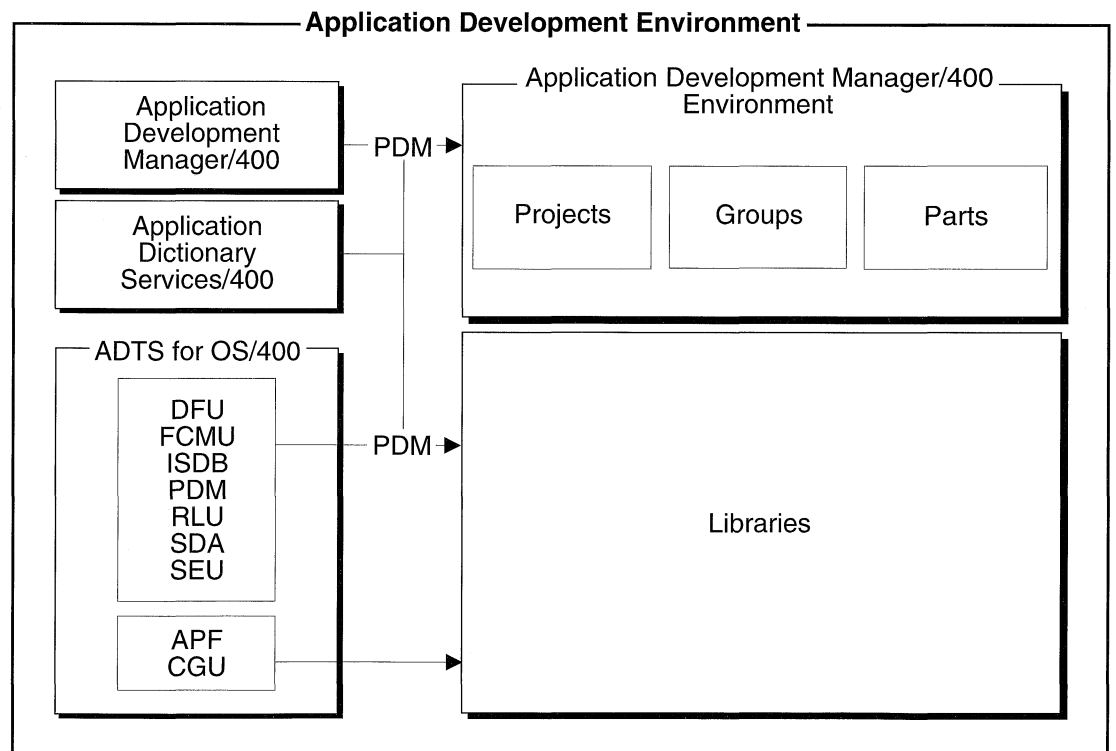 Application Development Environment
Application
Development
Manager/400
PDM
Application Development Manager/400
Environment
Projects
Groups
Parts
Application
Dictionary
Services/400
ADTS for OS/400
DFU
FCMU
ISDB
PDM
RLU
SDA
SEU
PDM
Libraries
APF
CGU